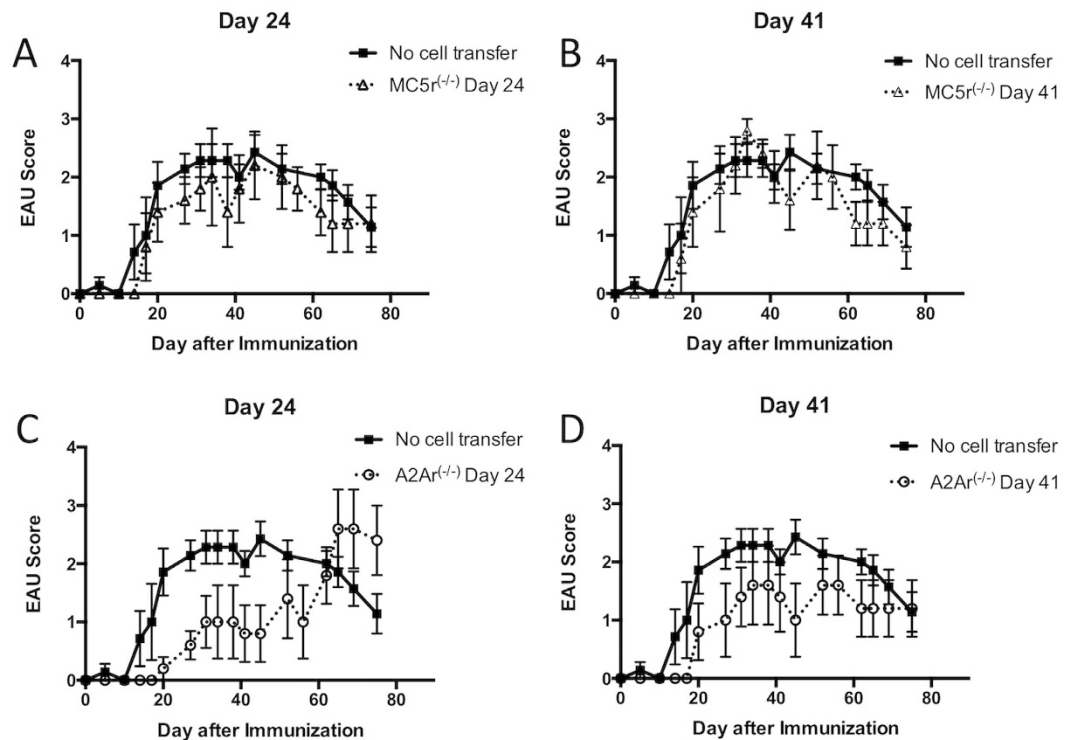 Day 24
A
No cell transfer
MC5r(-/-) Day 24
4
3
2
1
0
EAU Score
0
20
40
60
80
Day after Immunization
Day 41
B
No cell transfer
MC5r(-/-) Day 41
4
3
2
1
0
EAU Score
0
20
40
60
80
Day after Immunization
Day 24
C
No cell transfer
A2Ar(-/-) Day 24
4
3
2
1
0
EAU Score
0
20
40
60
80
Day after Immunization
Day 41
D
No cell transfer
A2Ar(-/-) Day 41
4
3
2
1
0
EAU Score
0
20
40
60
80
Day after Immunization